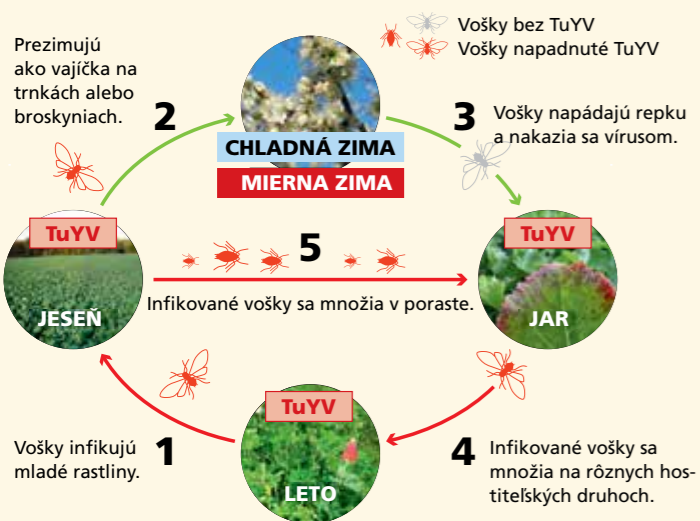 Prezimujú
ako vajíčka na
trnkách alebo
broskyniach.
2
Vošky bez TuYV
Vošky napadnuté TuYV
CHLADNÁ ZIMA
MIERNA ZIMA
3
Vošky napádajú repku
a nakazia sa vírusom.
TuYV
JESEŇ
5
Infikované vošky sa množia v poraste.
TuYV
JAR
Vošky infikujú
mladé rastliny.
1
TuYV
LETO
4
Infikované vošky sa
množia na rôznych hos-
titeľských druhoch.